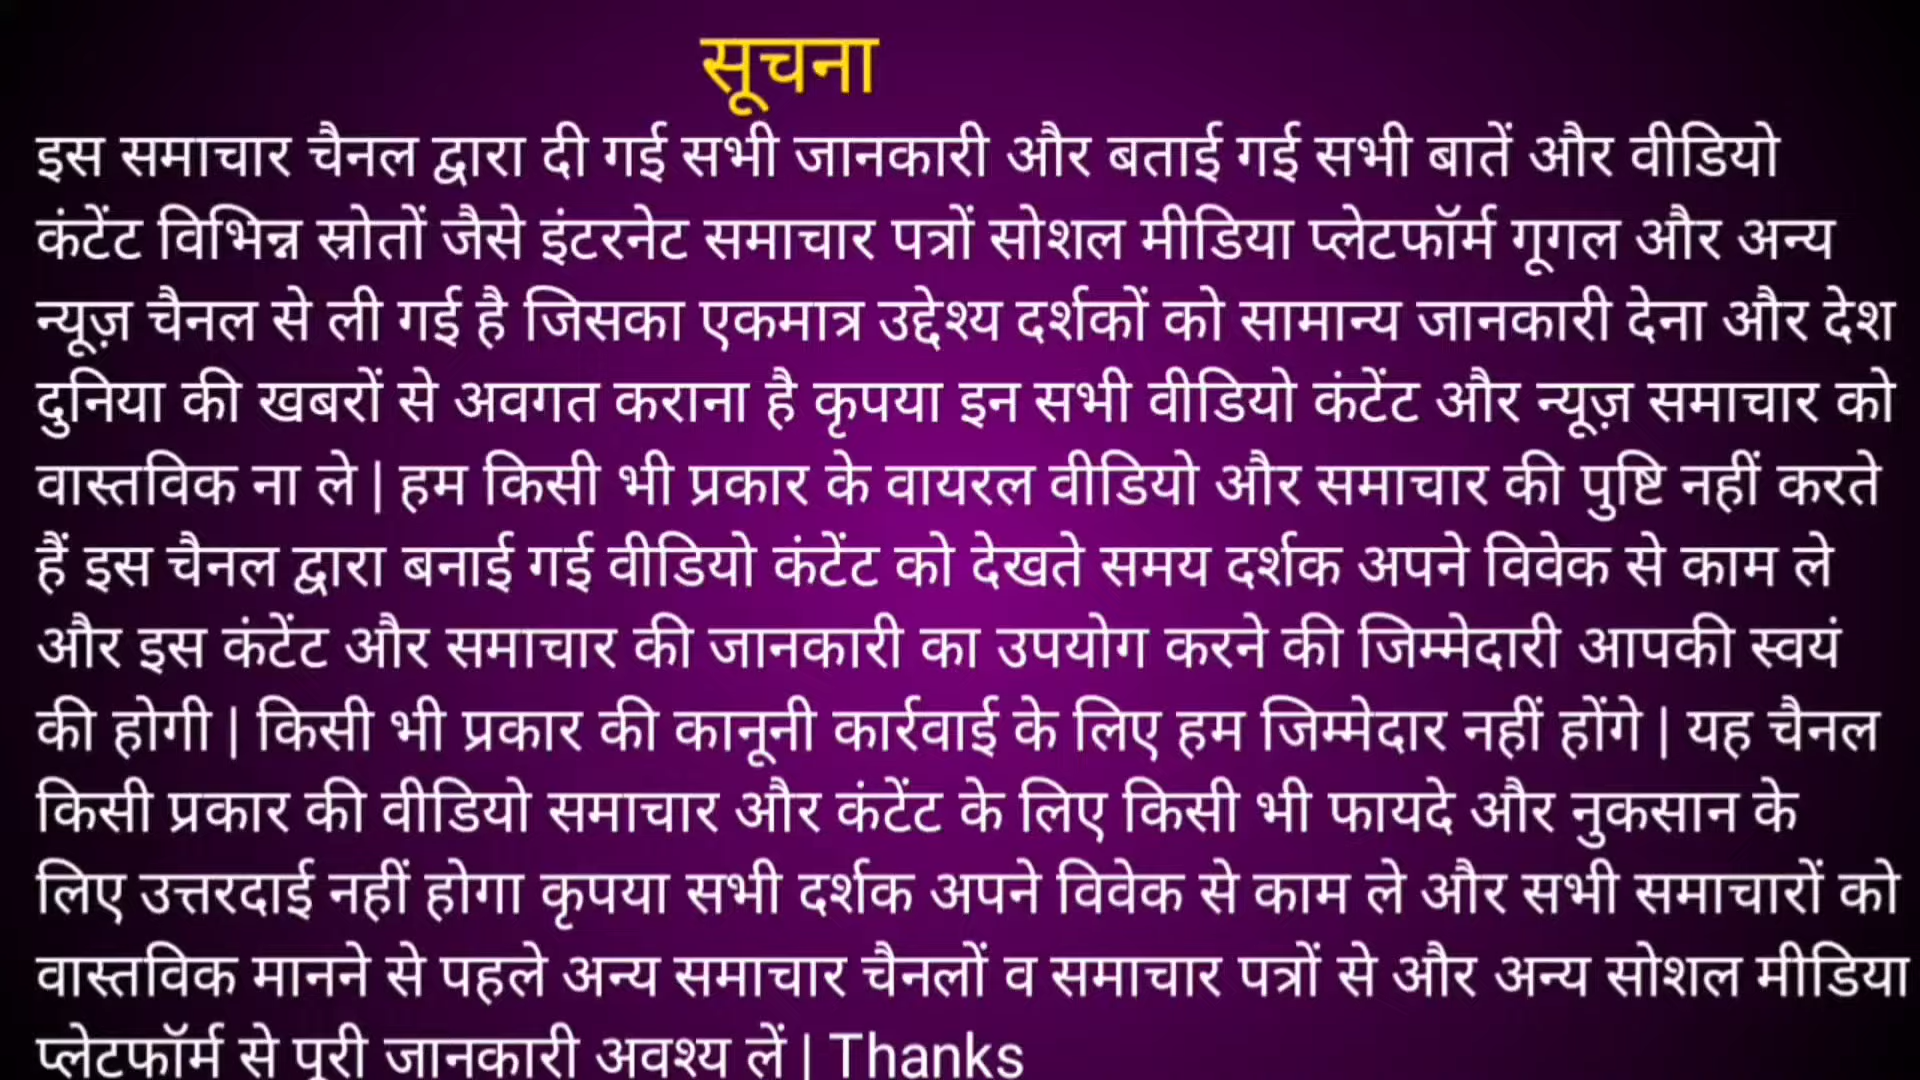 सूचना
इस समाचार चैनल द्वारा दी गई सभी जानकारी और बताई गई सभी बातें और वीडियो
कंटेंट विभिन्न स्रोतों जैसे इंटरनेट समाचार पत्रों सोशल मीडिया प्लेटफॉर्म गूगल और अन्य
न्यूज़ चैनल से ली गई है जिसका एकमात्र उद्देश्य दर्शकों को सामान्य जानकारी देना और देश
दुनिया की खबरों से अवगत कराना है कृपया इन सभी वीडियो कंटेंट और न्यूज़ समाचार को
वास्तविक ना ले | हम किसी भी प्रकार के वायरल वीडियो और समाचार की पुष्टि नहीं करते
हैं इस चैनल द्वारा बनाई गई वीडियो कंटेंट को देखते समय दर्शक अपने विवेक से काम ले
और इस कंटेंट और समाचार की जानकारी का उपयोग करने की जिम्मेदारी आपकी स्वयं
की होगी | किसी भी प्रकार की कानूनी कार्रवाई के लिए हम जिम्मेदार नहीं होंगे | यह चैनल
किसी प्रकार की वीडियो समाचार और कंटेंट के लिए किसी भी फायदे और नुकसान के
लिए उत्तरदाई नहीं होगा कृपया सभी दर्शक अपने विवेक से काम ले और सभी समाचारों को
वास्तविक मानने से पहले अन्य समाचार चैनलों व समाचार पत्रों से और अन्य सोशल मीडिया
प्लेटफॉर्म से पूरी जानकारी अवश्य लें | Thanks